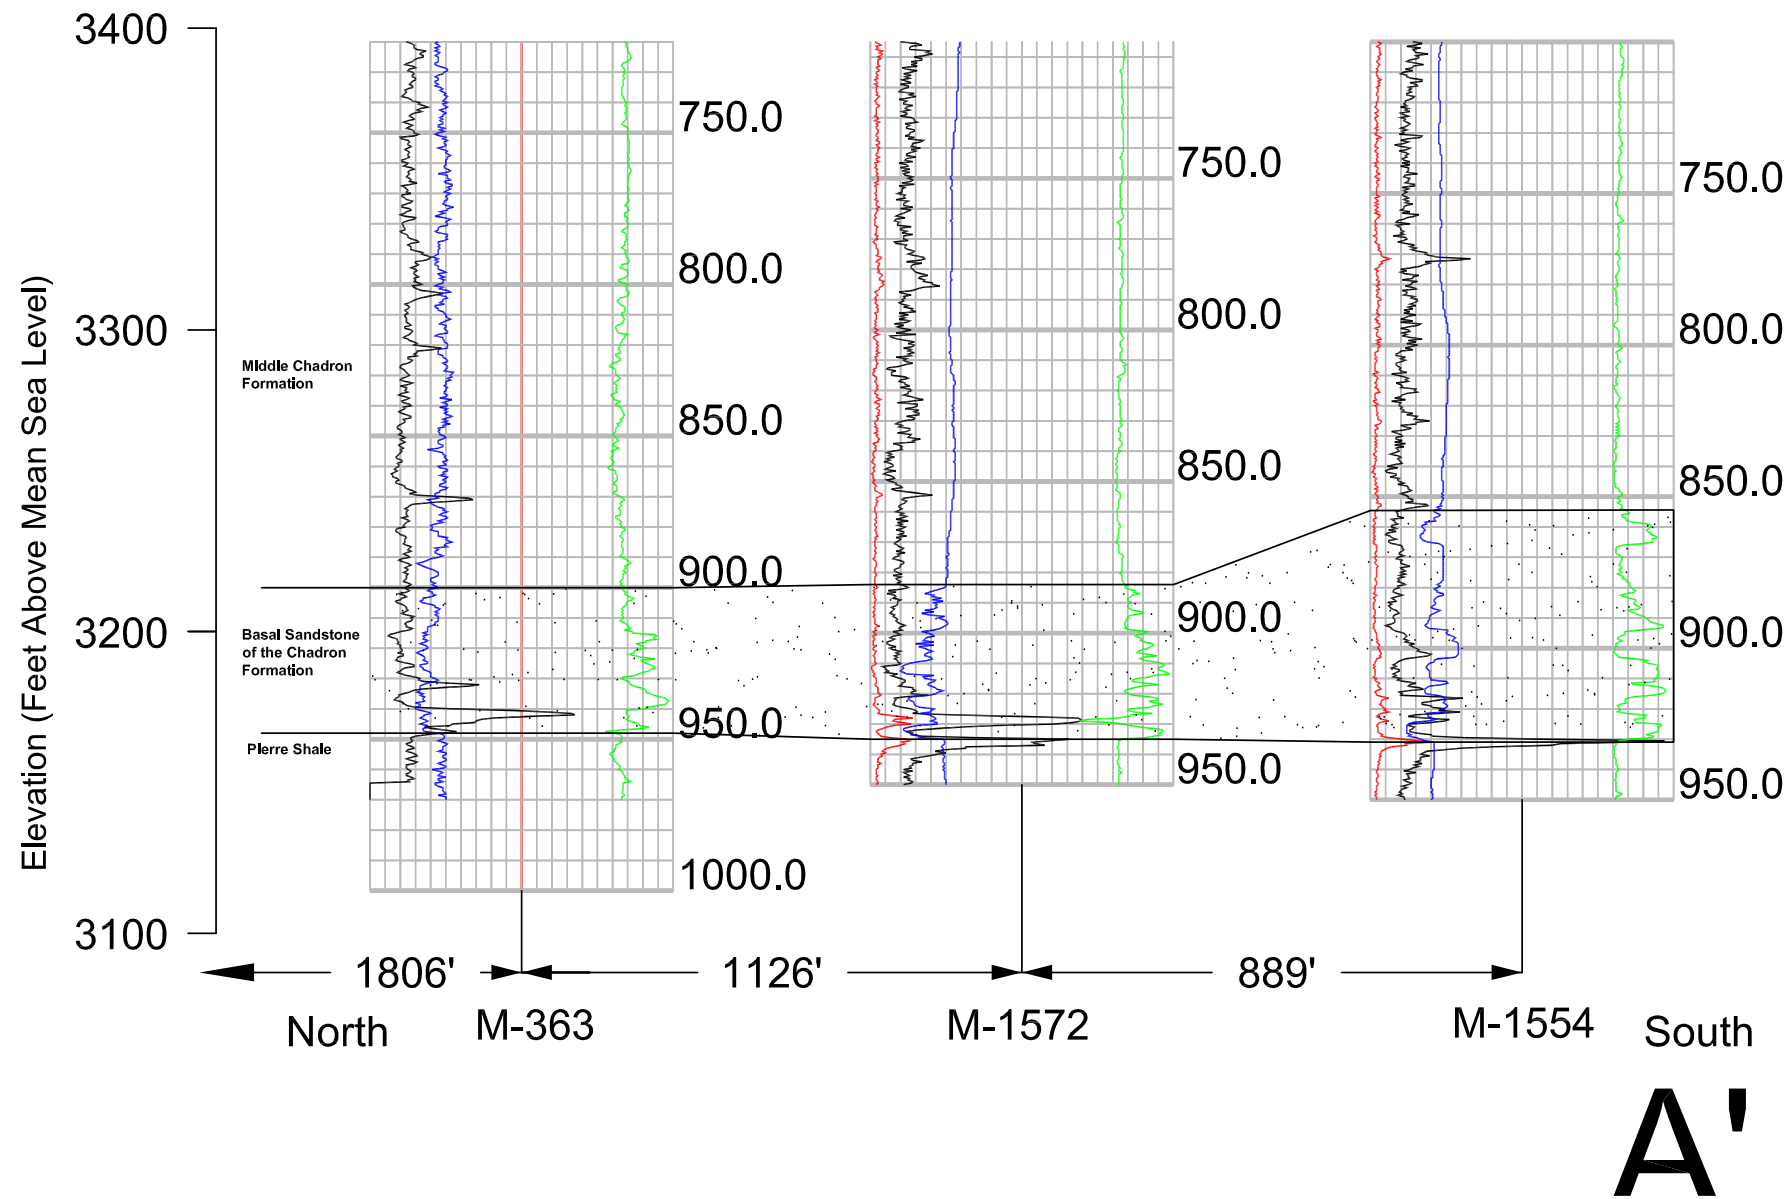 3400
750.0
750.0
750.0
800.0
800.0
800.0
3300
Elevation (Feet Above Mean Sea Level)
Middle Chadron
Formation
850.0
850.0
850.0
900.0
900.0
900.0
3200
Basal Sandstone
of the Chadron
Formation
950.0
950.0
950.0
Pierre Shale
1000.0
3100
1806'
1126'
889'
North
M-363
M-1572
M-1554
South
A'